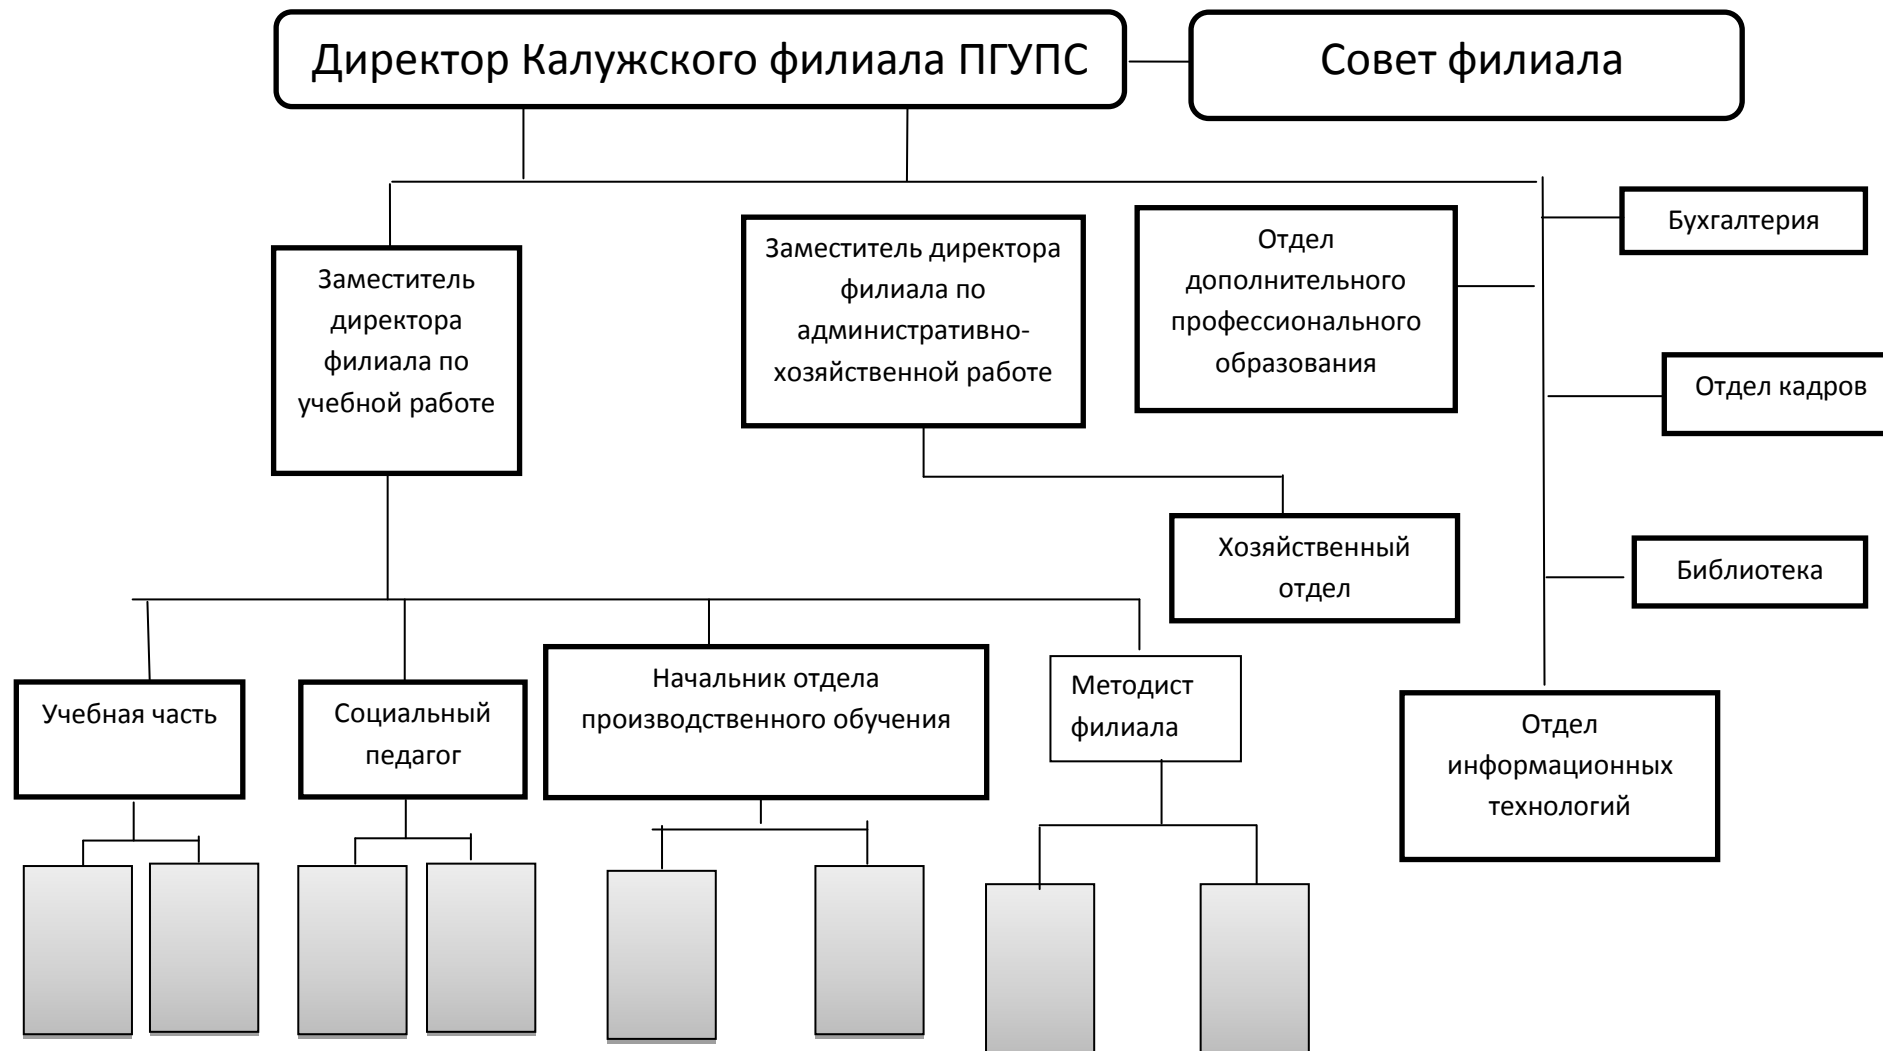 Директор Калужского филиала ПГУПС
Совет филиала
Бухгалтерия
Заместитель
директора
филиала по
учебной работе
Заместитель директора
филиала по
административно-
хозяйственной работе
Отдел
дополнительного
профессионального
образования
Отдел кадров
Хозяйственный
отдел
Библиотека
Учебная часть
Социальный
педагог
Начальник отдела
производственного обучения
Методист
филиала
Отдел
информационных
технологий